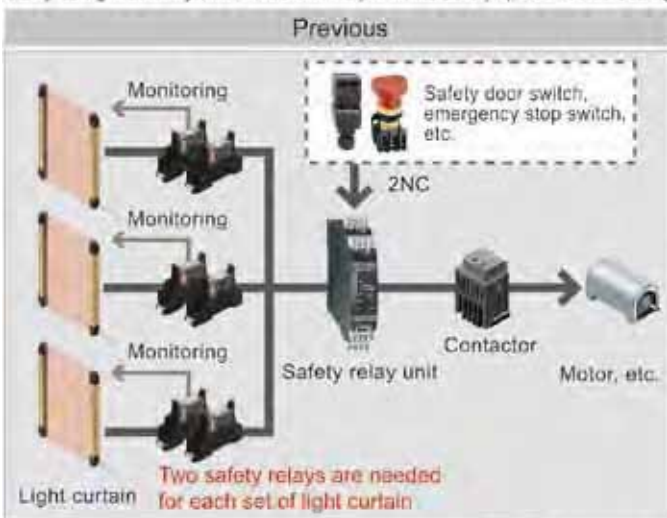 Previous
Monitoring
Safety door switch,
emergency stop switch,
etc.
2NC
Monitoring
Monitoring
Safety relay unit
Contactor
Motor, etc.
Light curtain
Two safety relays are needed
for each set of light curtain